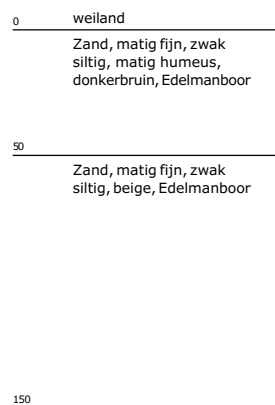 0 weiland
Zand, matig fijn, zwak
siltig, matig humeus,
donkerbruin, Edelmanboor
50
Zand, matig fijn, zwak
siltig, beige, Edelmanboor
150